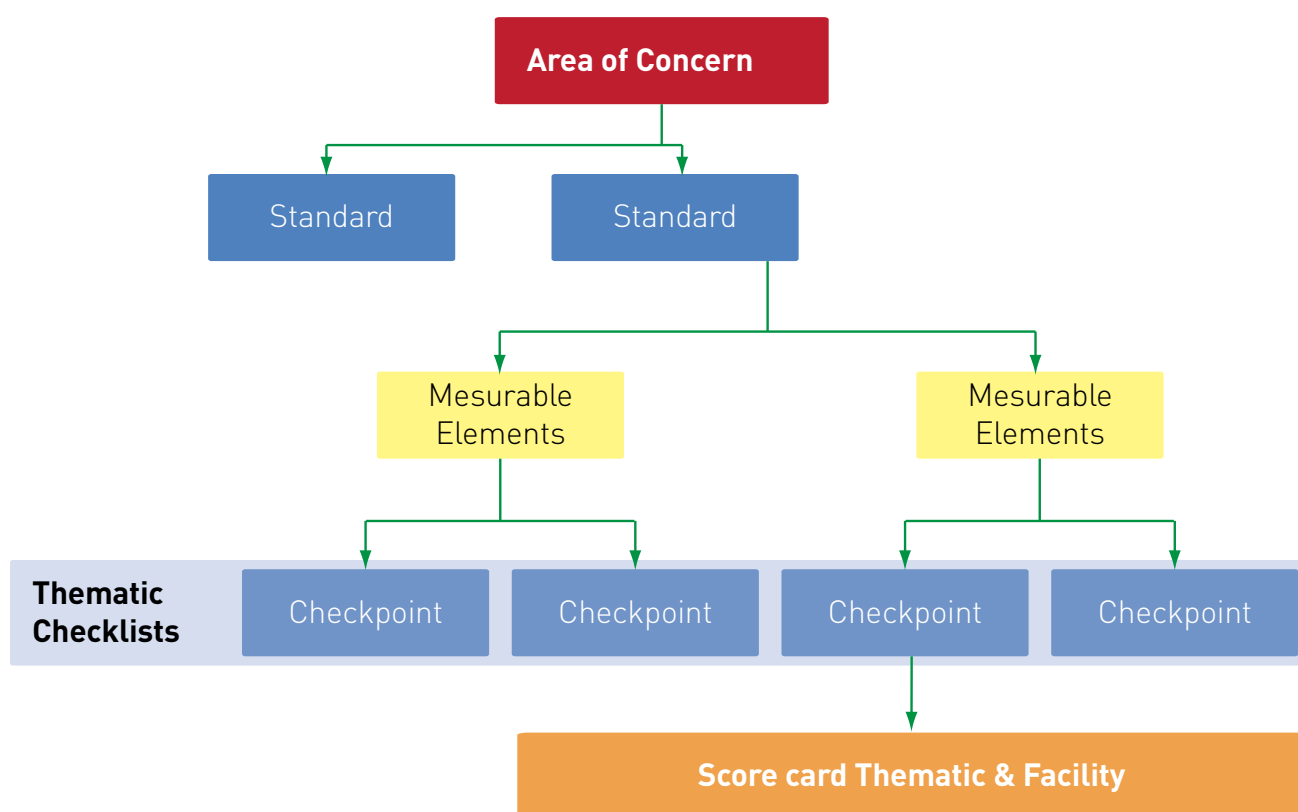 Area of Concern
Standard
Standard
Mesurable
Elements
Mesurable
Elements
Thematic
Checklists
Checkpoint
Checkpoint
Checkpoint
Checkpoint
Score card Thematic & Facility